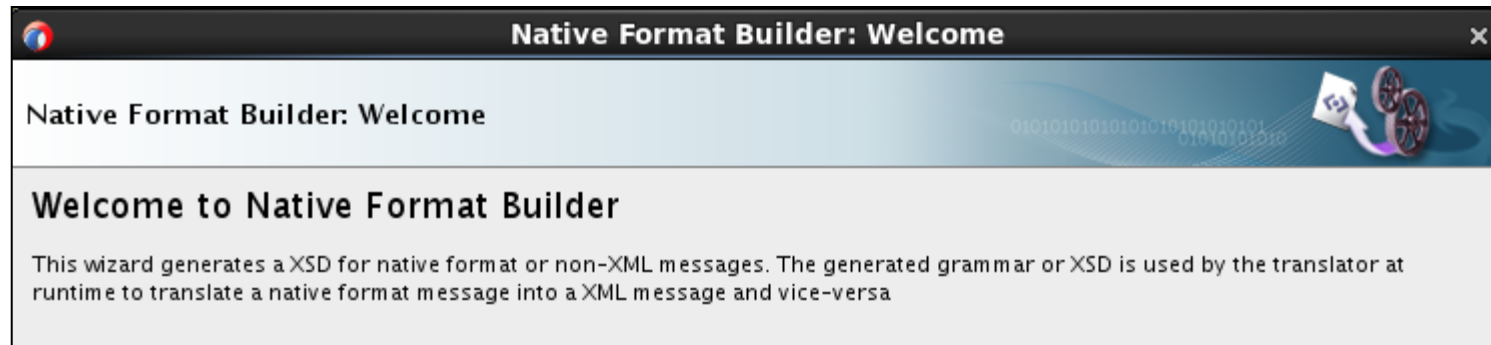 Native Format Builder: Welcome
Native Format Builder: Welcome
010101010101010101010101
01010101010
Welcome to Native Format Builder
This wizard generates a XSD for native format or non-XML messages. The generated grammar or XSD is used by the translator at
runtime to translate a native format message into a XML message and vice-versa